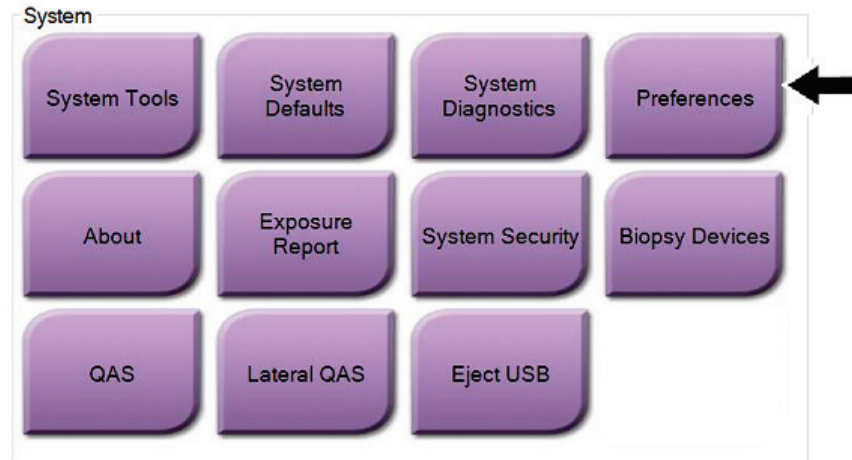 System
System Tools
System
Defaults
System
Diagnostics
Preferences
About
Exposure
Report
System Security
Biopsy Devices
QAS
Lateral QAS
Eject USB